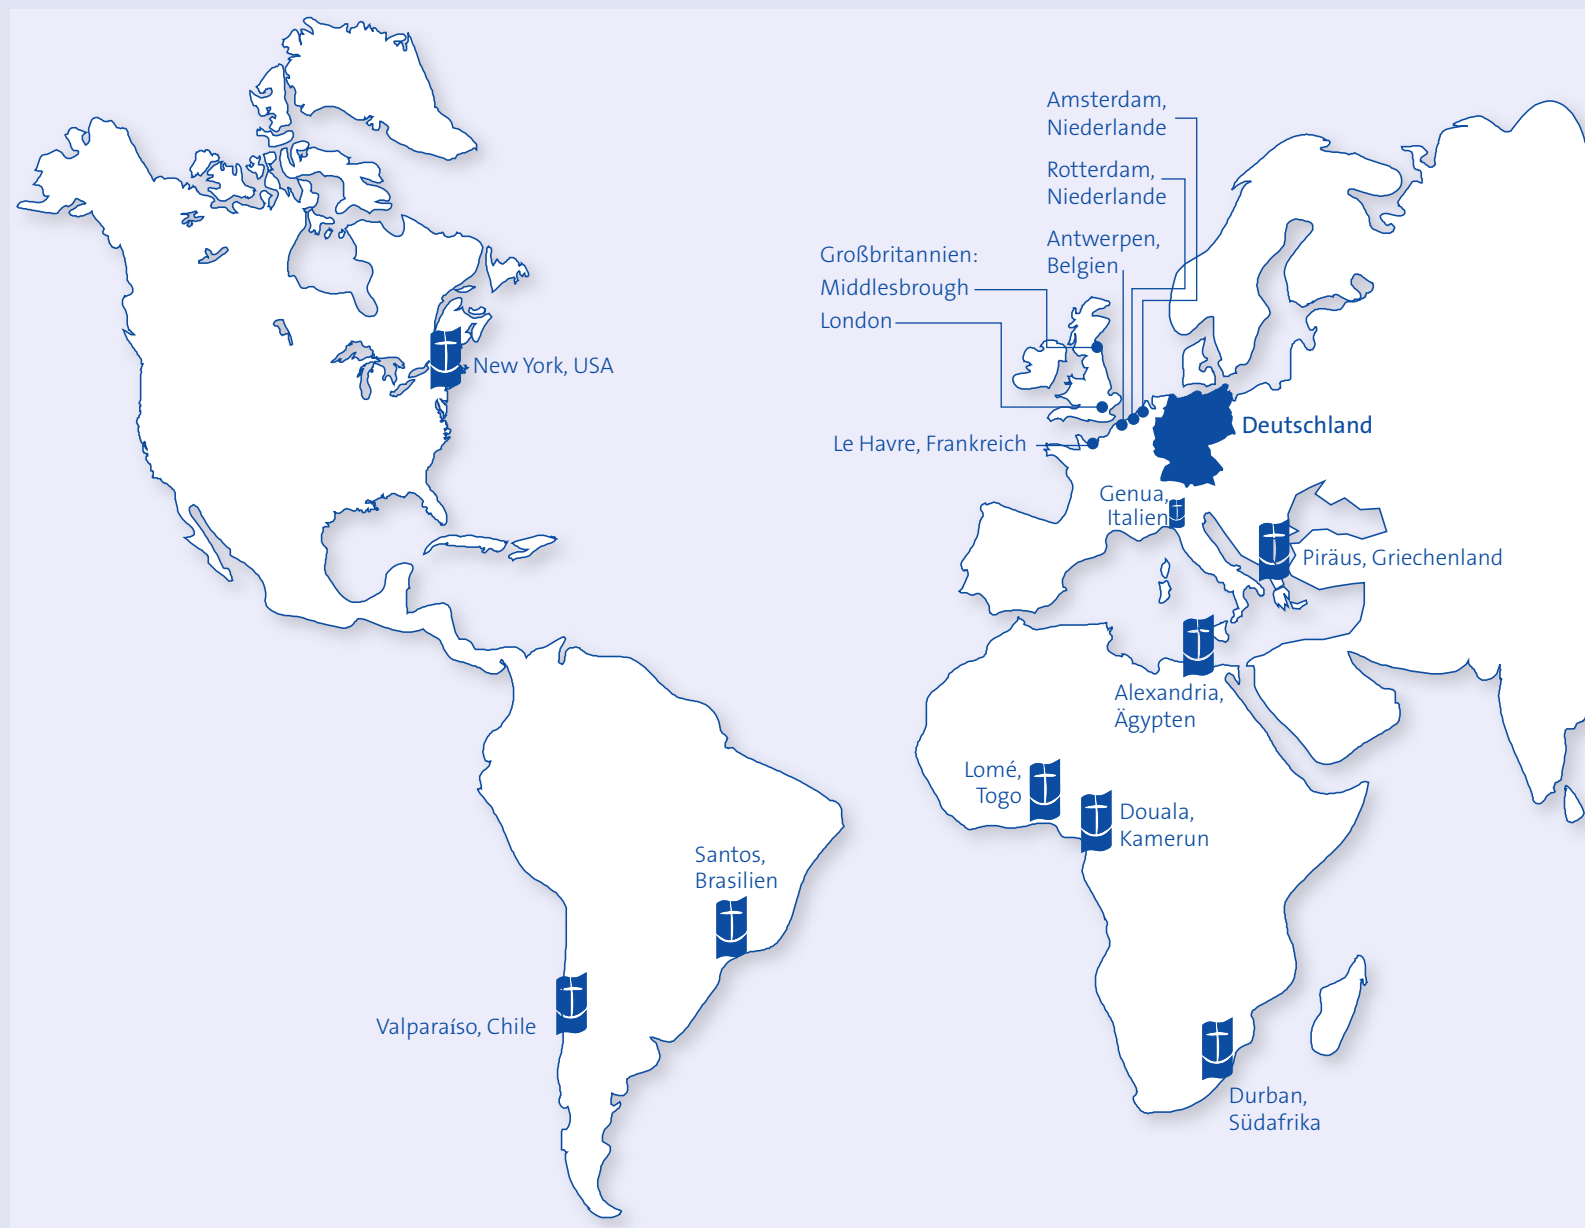 Amsterdam,
Niederlande
Rotterdam,
Niederlande
Antwerpen,
Belgien
Großbritannien:
Middlesbrough
London
New York, USA
Le Havre, Frankreich
Deutschland
Genua,
Italien
Piräus, Griechenland
Alexandria,
Ägypten
Lomé,
Togo
Douala,
Kamerun
Santos,
Brasilien
Valparaíso, Chile
Durban,
Südafrika